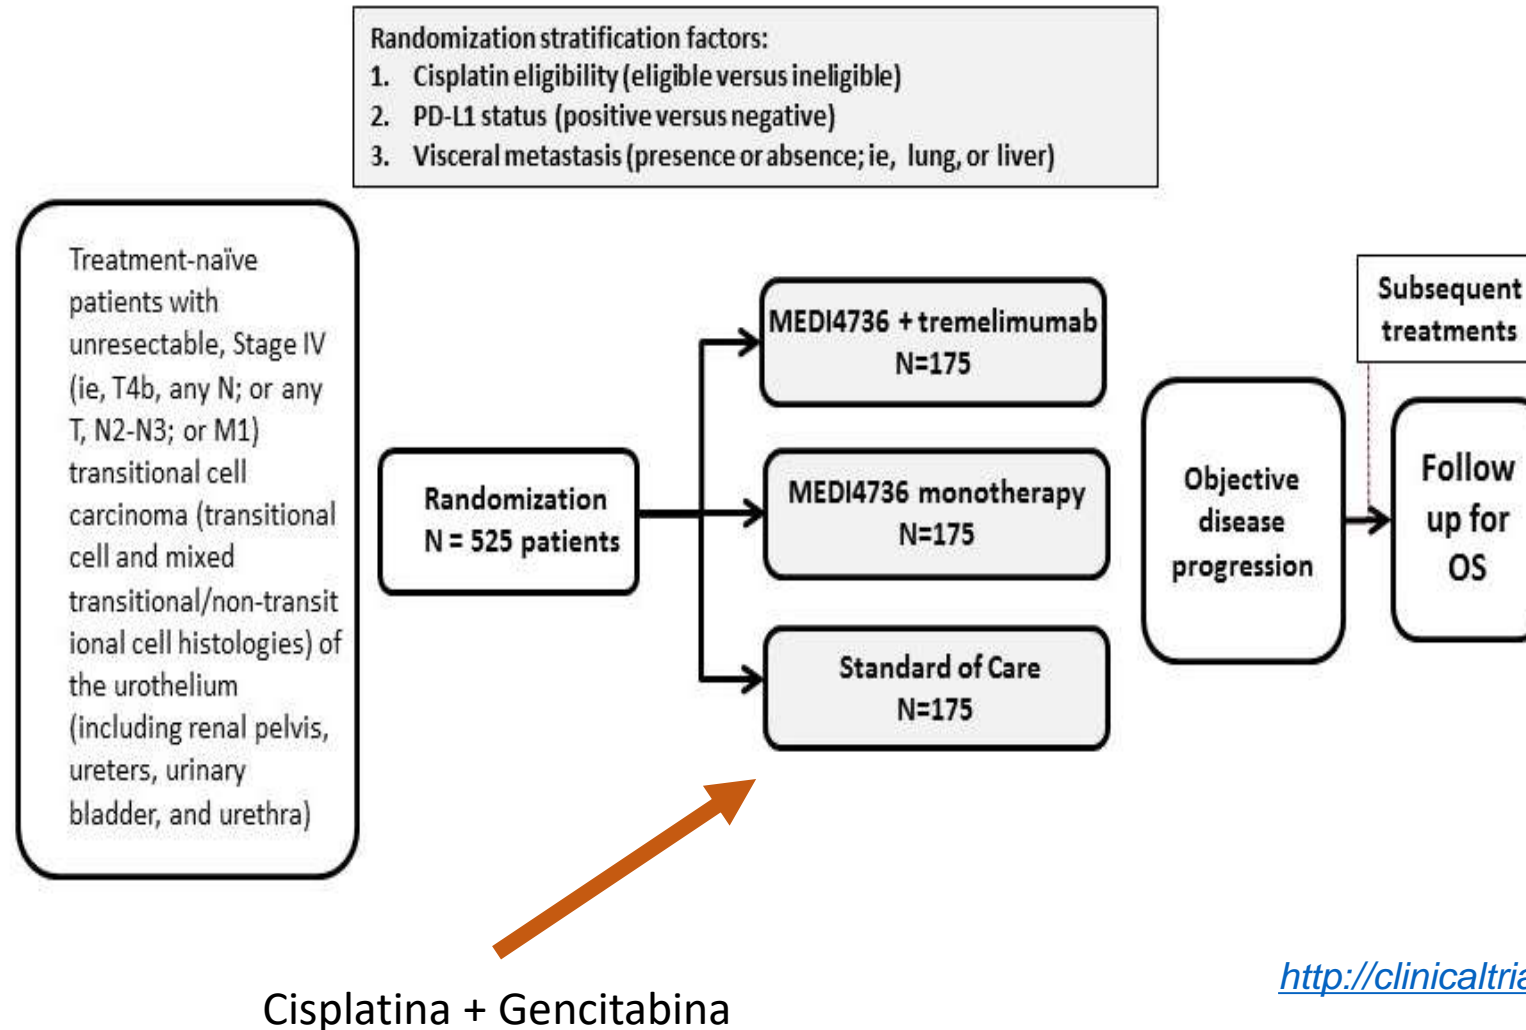 Randomization stratification factors:
1. Cisplatin eligibility (eligible versus ineligible)
2. PD-L1 status (positive versus negative)
3. Visceral metastasis (presence or absence; ie, lung, or liver)
Treatment-naïve
patients with
unresectable, Stage IV
(ie, T4b, any N; or any
T, N2-N3; or M1)
transitional cell
carcinoma (transitional
cell and mixed
transitional/non-transit
ional cell histologies) of
the urothelium
(including renal pelvis,
ureters, urinary
bladder, and urethra)
Randomization
N = 525 patients
MEDI4736 + tremelimumab
N=175
MEDI4736 monotherapy
N=175
Standard of Care
N=175
Objective
disease
progression
Subsequent
treatments
Follow
up for
OS
Cisplatina + Gencitabina
http://clinicaltria